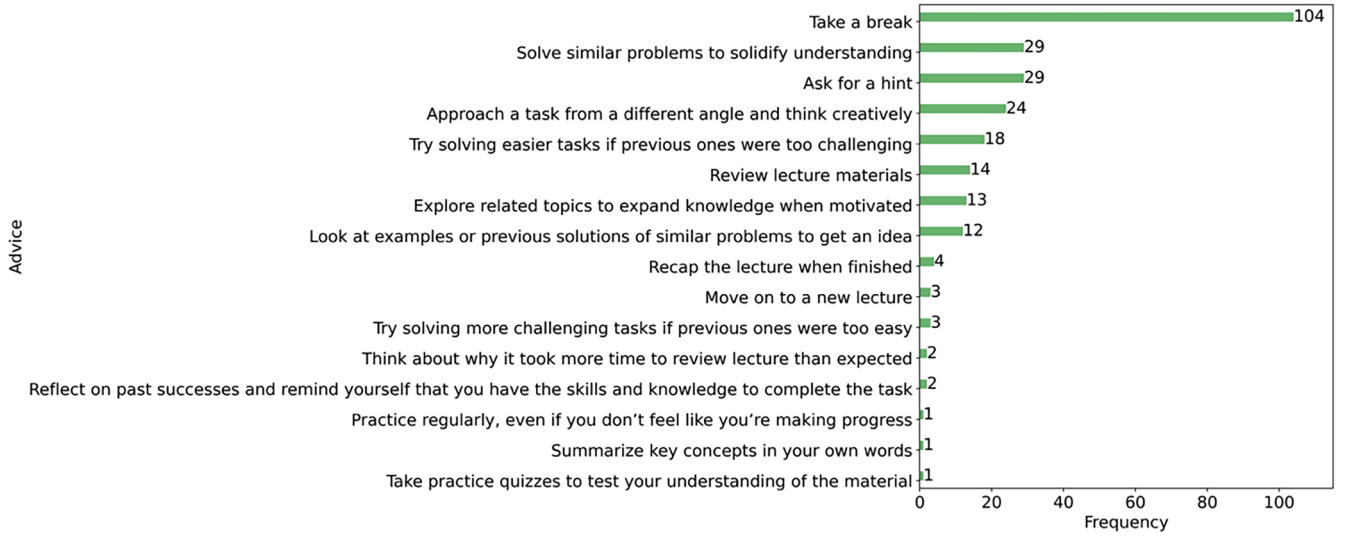 Take a break 104
Solve similar problems to solidify understanding 29
Ask for a hint 29
Approach a task from a different angle and think creatively 24
Try solving easier tasks if previous ones were too challenging 18
Review lecture materials 14
Explore related topics to expand knowledge when motivated 13
Look at examples or previous solutions of similar problems to get an idea 12
Recap the lecture when finished 4
Move on to a new lecture 3
Try solving more challenging tasks if previous ones were too easy 3
Think about why it took more time to review lecture than expected 2
Reflect on past successes and remind yourself that you have the skills and knowledge to complete the task 2
Practice regularly, even if you don’t feel like you’re making progress 1
Summarize key concepts in your own words 1
Take practice quizzes to test your understanding of the material 1
Advice
0 20 40 60 80 100
Frequency